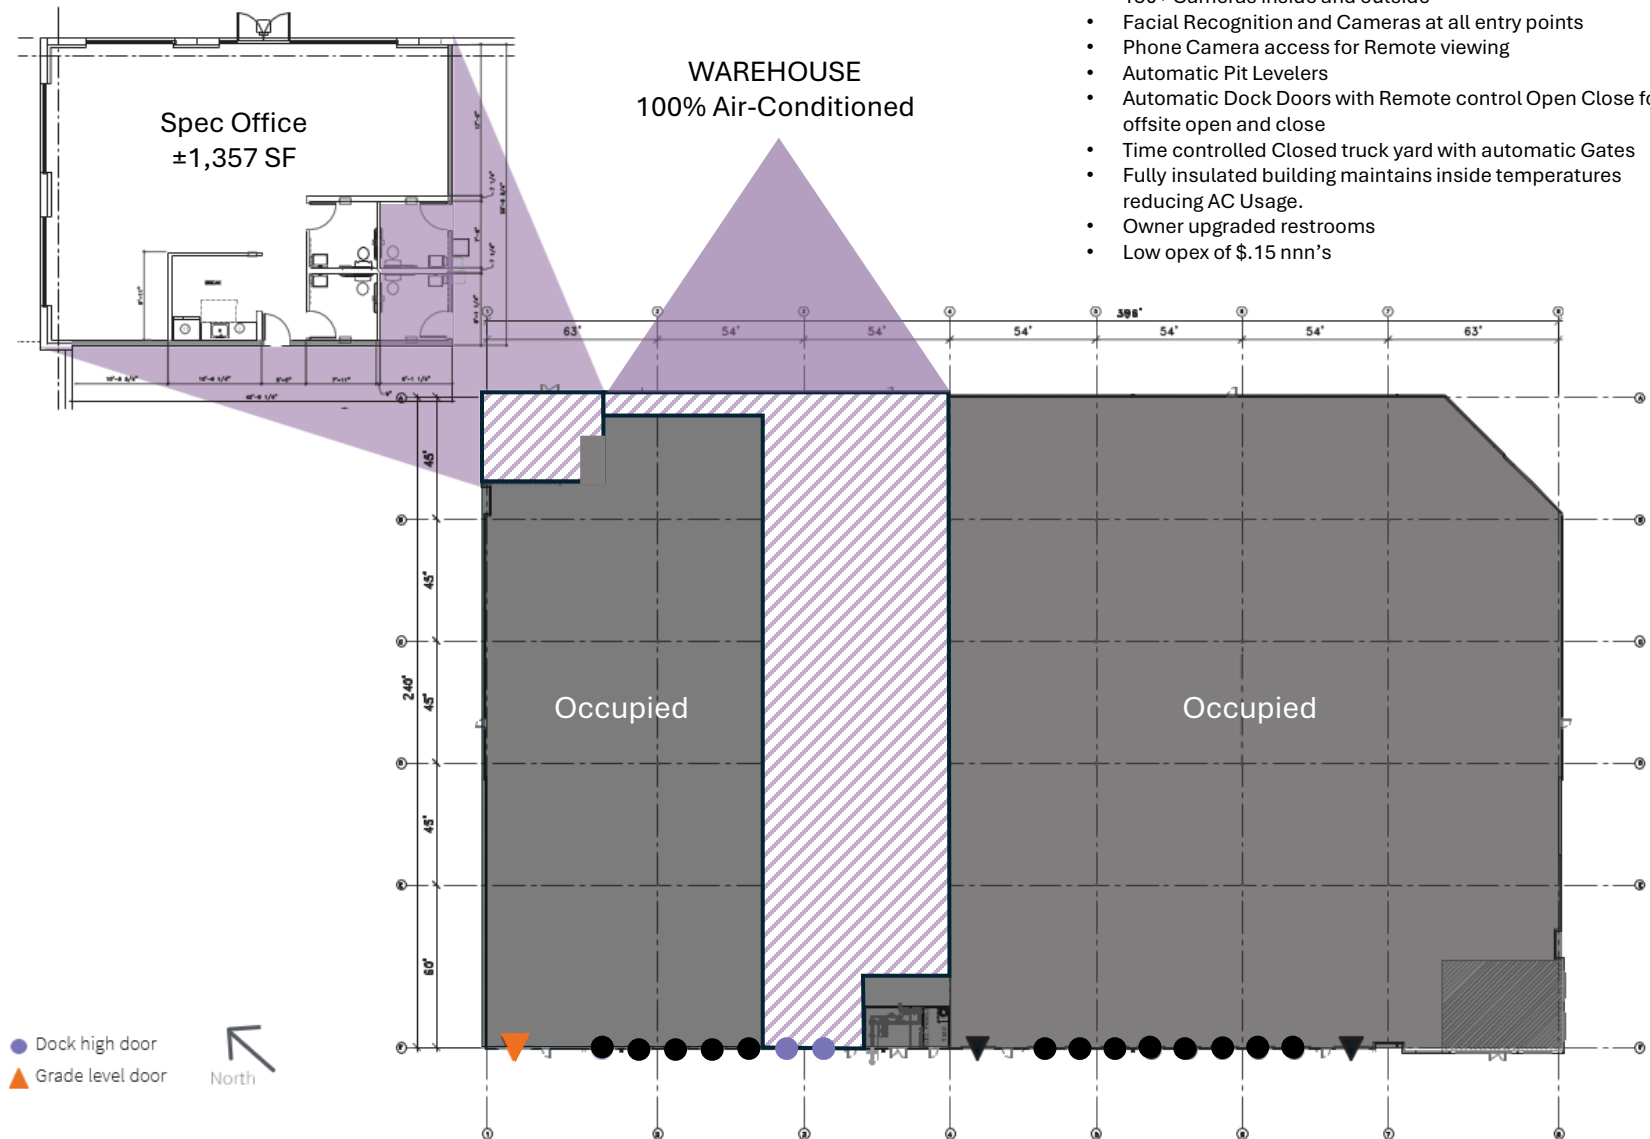 Facial Recognition and Cameras at all entry points
Phone Camera access for Remote viewing
Automatic Pit Levelers
Automatic Dock Doors with Remote control Open Close fo
offsite open and close
Time controlled Closed truck yard with automatic Gates
Fully insulated building maintains inside temperatures
reducing AC Usage.
Owner upgraded restrooms
Low opex of $.15 nnn's
WAREHOUSE
100% Air-Conditioned
Spec Office
±1,357 SF
396'
63' 54' 54' 54' 54' 54' 63'
45'
45'
240'
45'
45'
60'
Occupied
Occupied
Dock high door
Grade level door
North